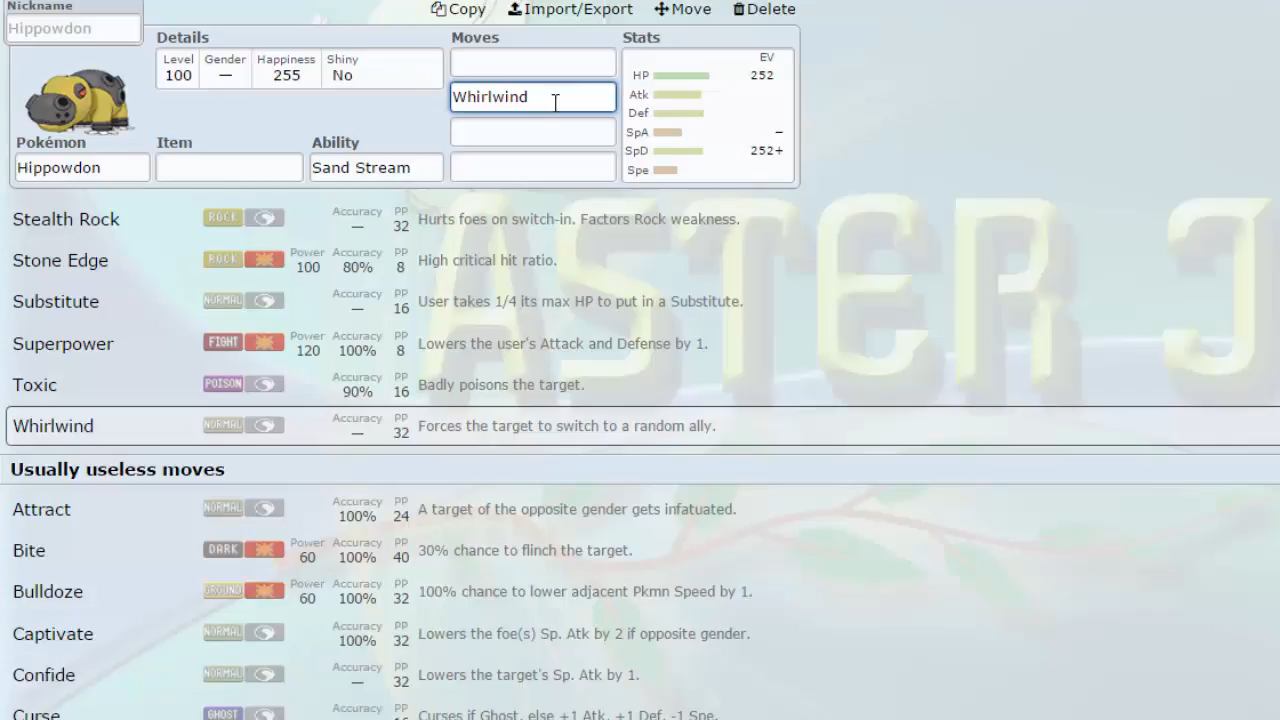 Nickname
Hippowdon
Copy Import/Export Move Delete
Details
Level Gender Happiness Shiny
100 — 255 No
Pokémon Item Ability
Hippowdon Sand Stream
Moves
Whirlwind
Stats
EV
HP 252
Atk
Def
SpA –
SpD 252+
Spe
Stealth Rock ROCK Accuracy — PP 32 Hurts foes on switch-in. Factors Rock weakness.
Stone Edge ROCK Power 100 Accuracy 80% PP 8 High critical hit ratio.
Substitute NORMAL Accuracy — PP 16 User takes 1/4 its max HP to put in a Substitute.
Superpower FIGHT Power 120 Accuracy 100% PP 8 Lowers the user's Attack and Defense by 1.
Toxic POISON Accuracy 90% PP 16 Badly poisons the target.
Whirlwind NORMAL Accuracy — PP 32 Forces the target to switch to a random ally.
Usually useless moves
Attract NORMAL Accuracy 100% PP 24 A target of the opposite gender gets infatuated.
Bite DARK Power 60 Accuracy 100% PP 40 30% chance to flinch the target.
Bulldoze GROUND Power 60 Accuracy 100% PP 32 100% chance to lower adjacent Pkmn Speed by 1.
Captivate NORMAL Accuracy 100% PP 32 Lowers the foe(s) Sp. Atk by 2 if opposite gender.
Confide NORMAL Accuracy — PP 32 Lowers the target's Sp. Atk by 1.
Curse GHOST Accuracy PP 16 Curses if Ghost, else +1 Atk, +1 Def, -1 Spe.
ASTER J